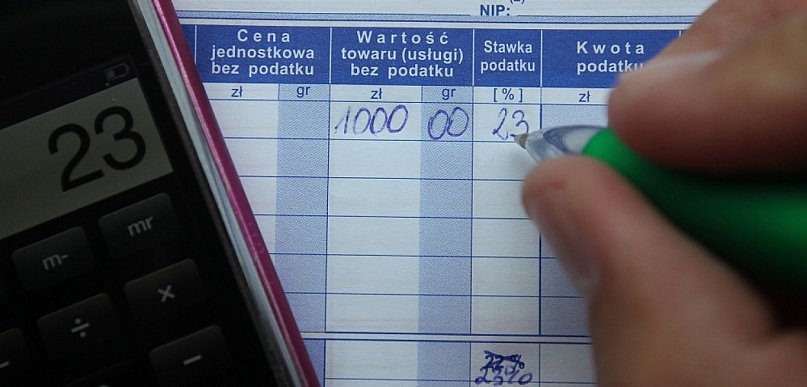 NIP:
Cena
jednostkowa
bez podatku
Wartość
towaru (usługi)
bez podatku
Stawka
podatku
Kwota
podatku
zł gr zł gr [%] zł
1000 00 23
23%
23
mr
m-
×
÷
−